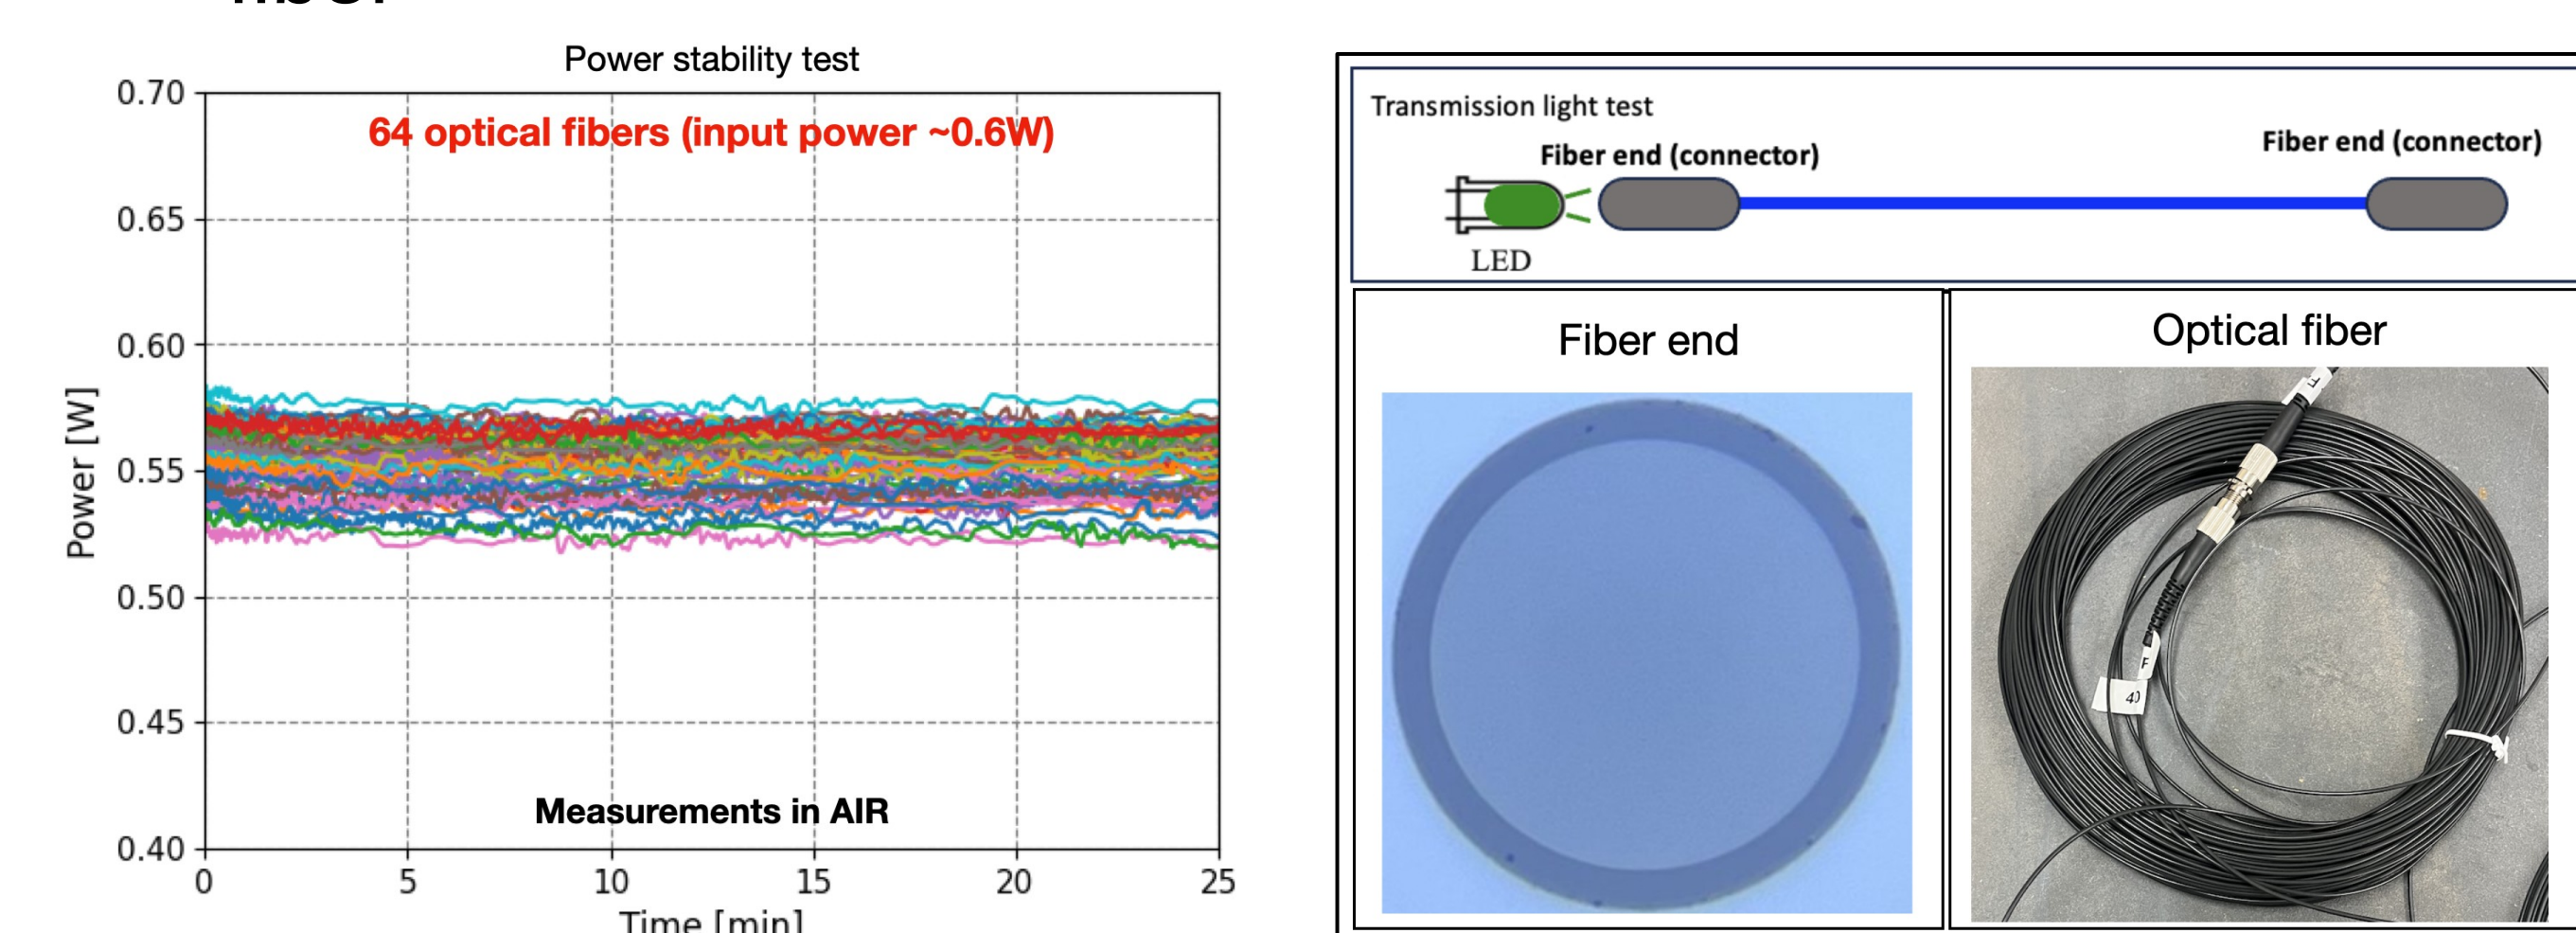 Power stability test
0.70
0.65
0.60
0.55
0.50
0.45
0.40
Power [W]
64 optical fibers (input power ~0.6W)
Measurements in AIR
0 5 10 15 20 25
Time [min]
Transmission light test
Fiber end (connector)
Fiber end (connector)
LED
Fiber end
Optical fiber
F
40